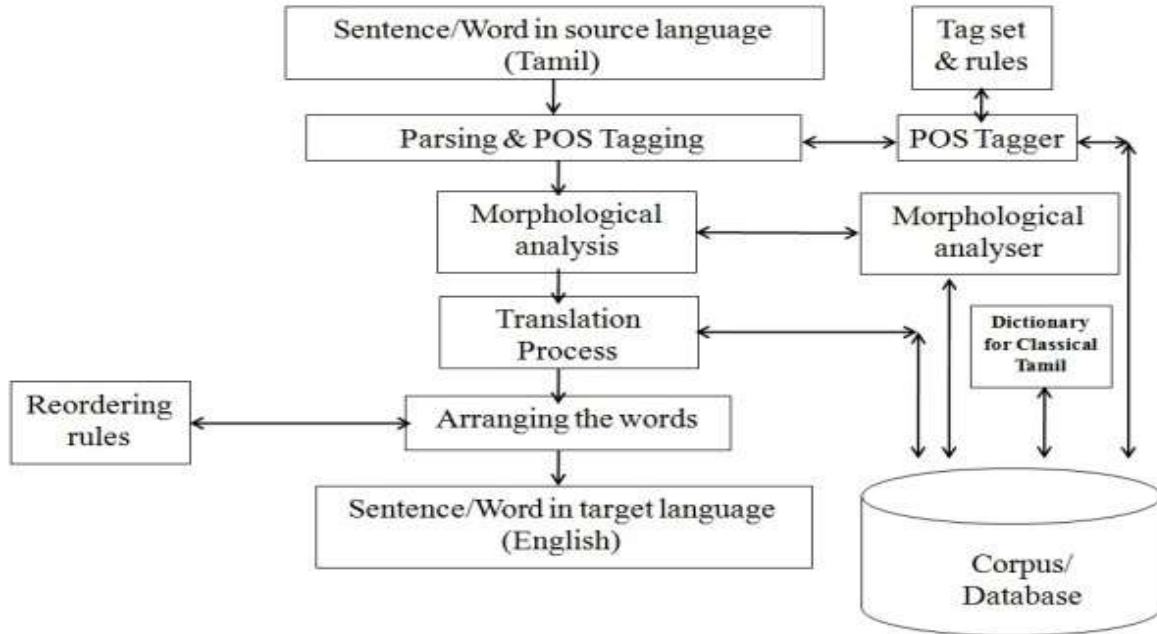 Sentence/Word in source language
(Tamil)
Tag set
& rules
Parsing & POS Tagging
POS Tagger
Morphological
analysis
Morphological
analyser
Translation
Process
Dictionary
for Classical
Tamil
Reordering
rules
Arranging the words
Sentence/Word in target language
(English)
Corpus/
Database